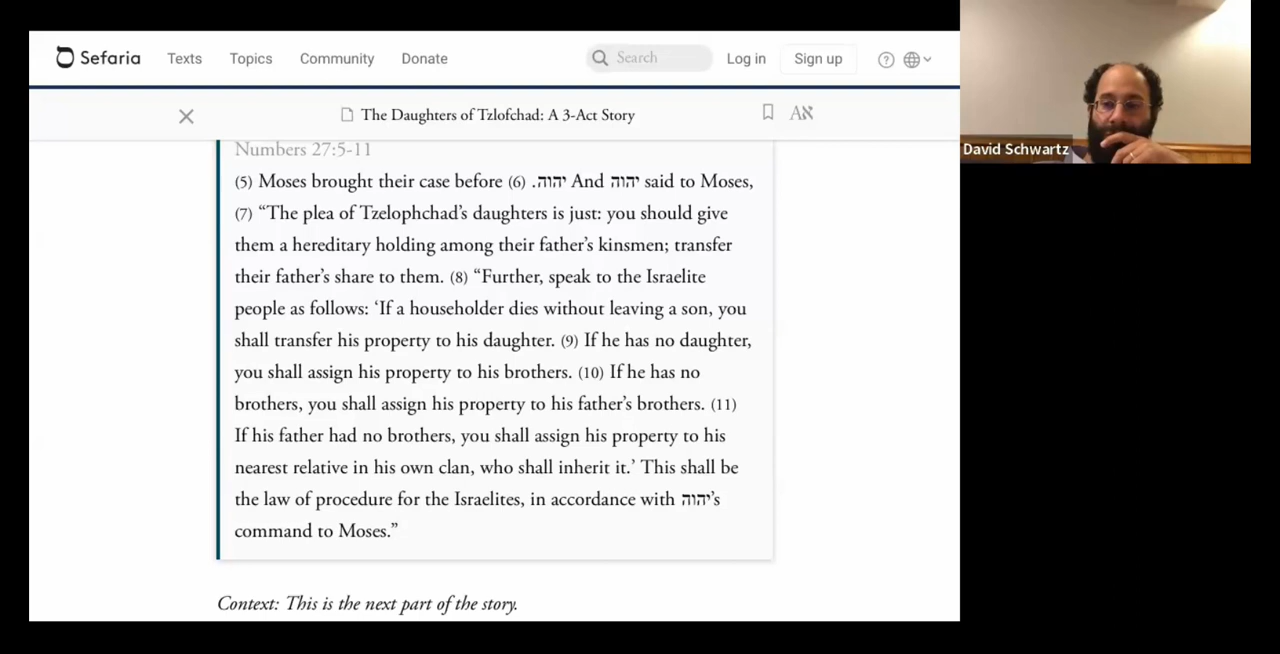 Sefaria Texts Topics Community Donate Search Log in Sign up
The Daughters of Tzlofchad: A 3-Act Story Aא
Numbers 27:5-11
(5) Moses brought their case before יהוה. (6) And יהוה said to Moses,
(7) “The plea of Tzelophchad’s daughters is just: you should give
them a hereditary holding among their father’s kinsmen; transfer
their father’s share to them. (8) “Further, speak to the Israelite
people as follows: ‘If a householder dies without leaving a son, you
shall transfer his property to his daughter. (9) If he has no daughter,
you shall assign his property to his brothers. (10) If he has no
brothers, you shall assign his property to his father’s brothers. (11)
If his father had no brothers, you shall assign his property to his
nearest relative in his own clan, who shall inherit it.’ This shall be
the law of procedure for the Israelites, in accordance with יהוה’s
command to Moses.”
Context: This is the next part of the story.
David Schwartz